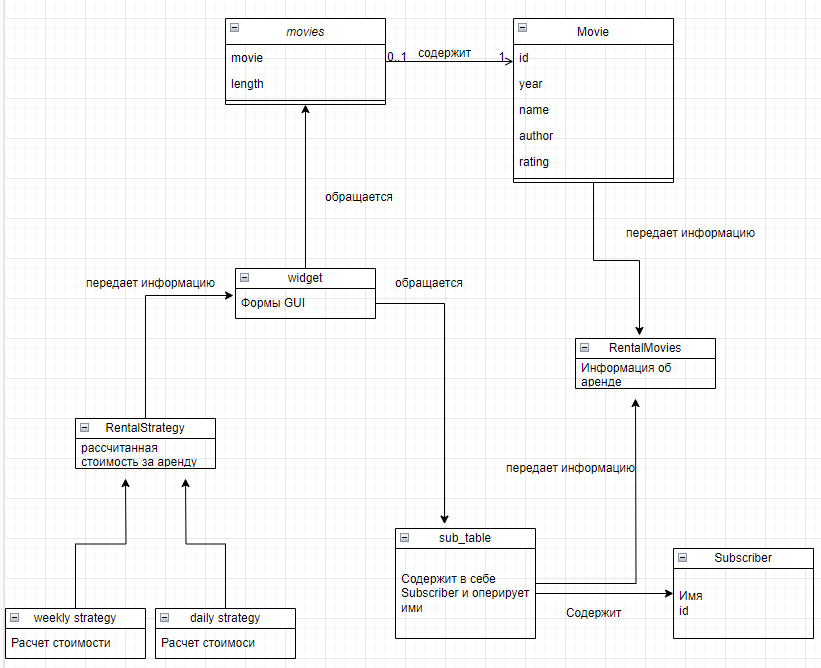 movies
movie
length
0..1
содержит
1
Movie
id
year
name
author
rating
обращается
передает информацию
передает информацию
widget
Формы GUI
обращается
RentalMovies
Информация об
аренде
RentalStrategy
рассчитанная
стоимость за аренду
передает информацию
sub_table
Содержит в себе
Subscriber и оперирует
ими
Содержит
Subscriber
Имя
id
weekly strategy
Расчет стоимости
daily strategy
Расчет стоимоси